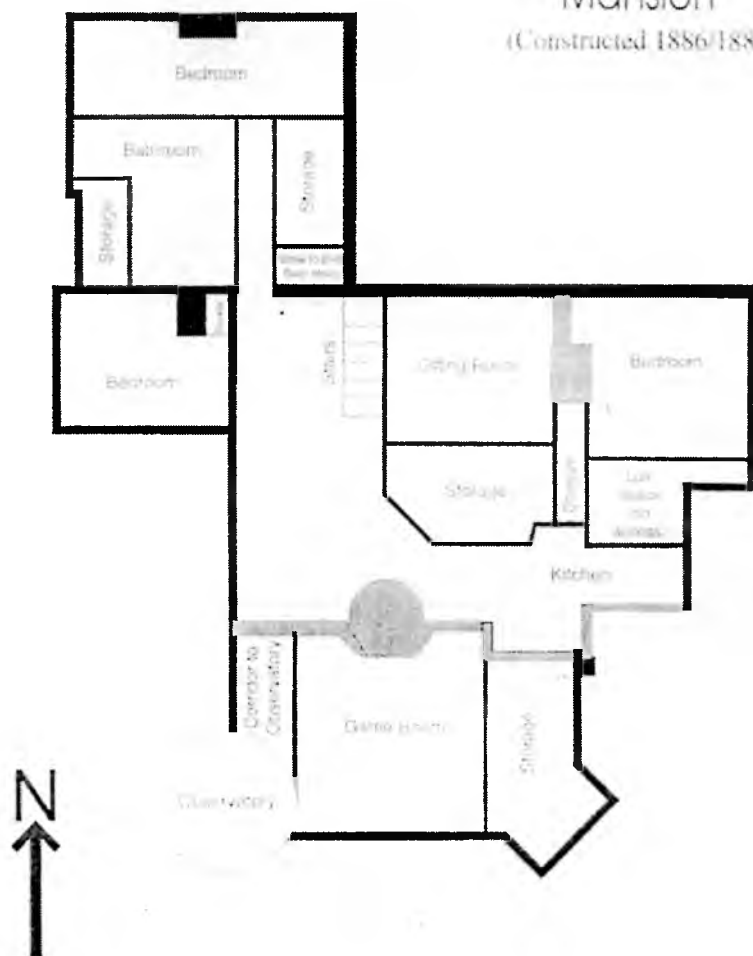 Mansion
(Constructed 1886/188
Bedroom
Bathroom
Storage
Storage
Bedroom
Stairs
Sitting Room
Bedroom
Storage
Closet
Kitchen
Corridor to
Observatory
Game Room
Storage
Observatory
N